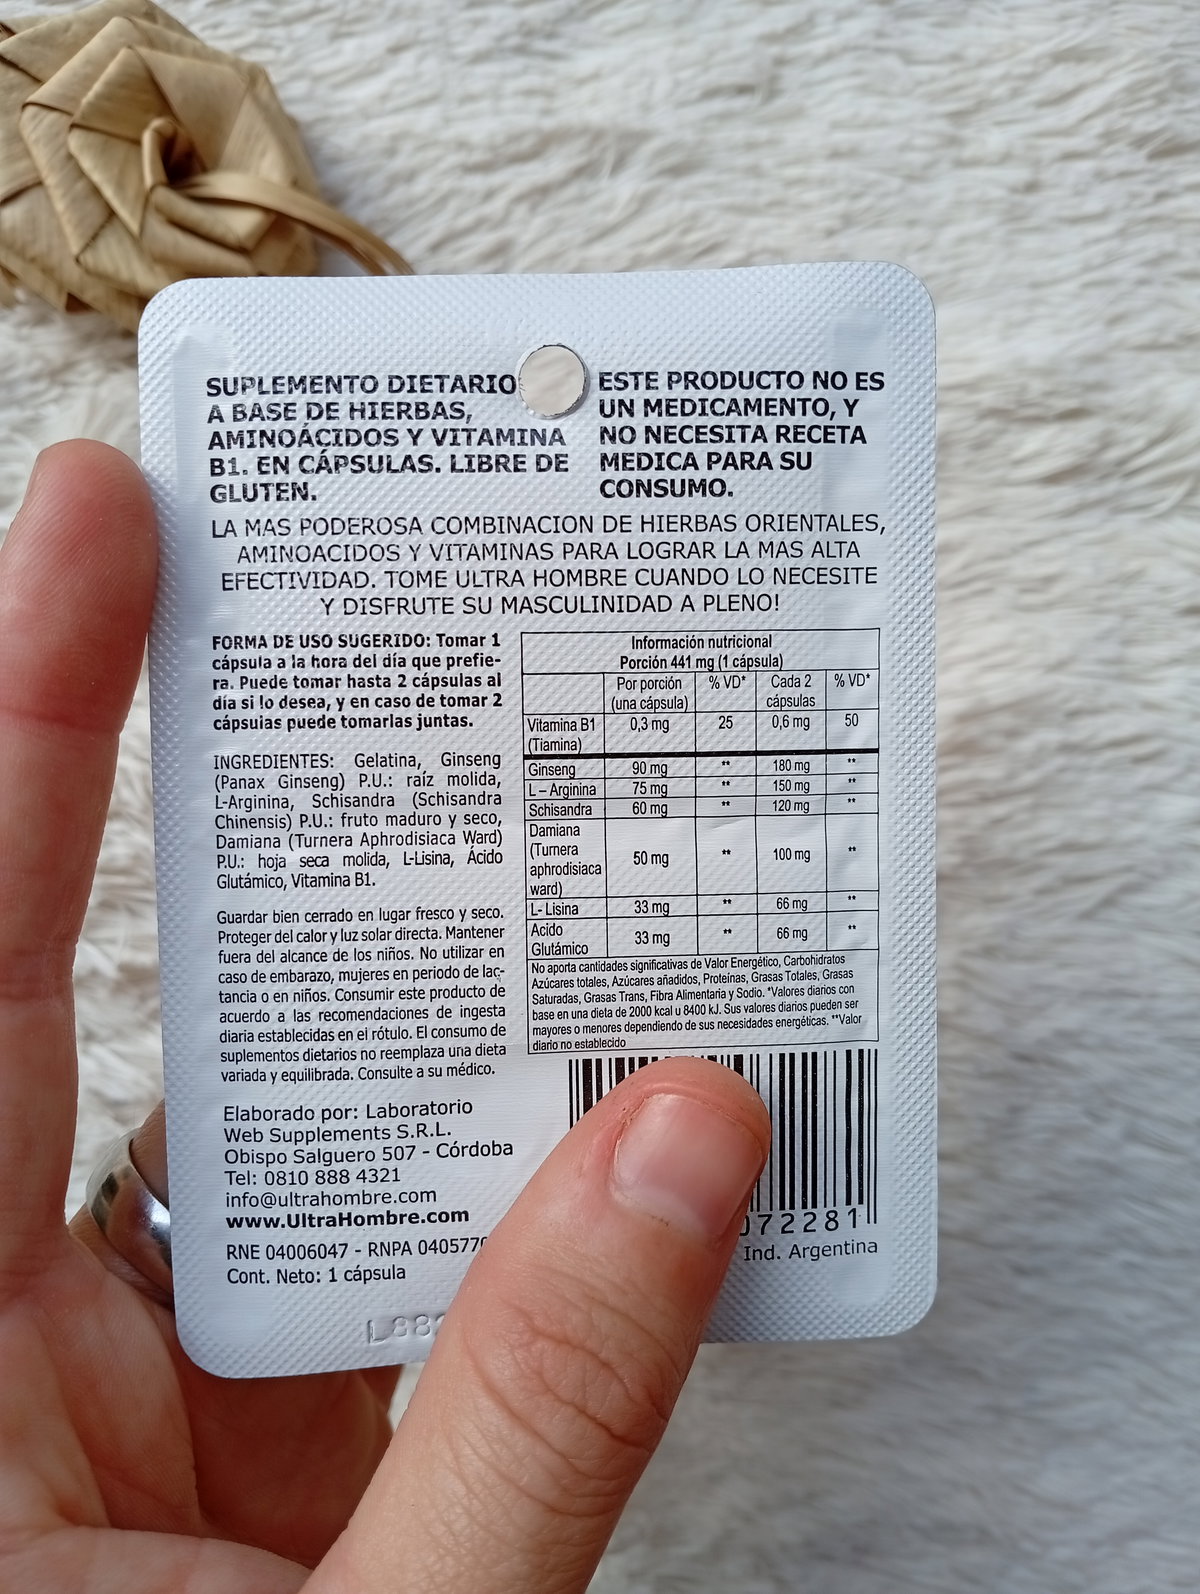 SUPLEMENTO DIETARIO
A BASE DE HIERBAS,
AMINOÁCIDOS Y VITAMINA
B1. EN CÁPSULAS. LIBRE DE
GLUTEN.
ESTE PRODUCTO NO ES
UN MEDICAMENTO, Y
NO NECESITA RECETA
MEDICA PARA SU
CONSUMO.
LA MAS PODEROSA COMBINACION DE HIERBAS ORIENTALES,
AMINOACIDOS Y VITAMINAS PARA LOGRAR LA MAS ALTA
EFECTIVIDAD. TOME ULTRA HOMBRE CUANDO LO NECESITE
Y DISFRUTE SU MASCULINIDAD A PLENO!
FORMA DE USO SUGERIDO: Tomar 1
cápsula a la hora del día que prefie-
ra. Puede tomar hasta 2 cápsulas al
día si lo desea, y en caso de tomar 2
cápsulas puede tomarlas juntas.
INGREDIENTES: Gelatina, Ginseng
(Panax Ginseng) P.U.: raíz molida,
L-Arginina, Schisandra (Schisandra
Chinensis) P.U.: fruto maduro y seco,
Damiana (Turnera Aphrodisiaca Ward)
P.U.: hoja seca molida, L-Lisina, Ácido
Glutámico, Vitamina B1.
Guardar bien cerrado en lugar fresco y seco.
Proteger del calor y luz solar directa. Mantener
fuera del alcance de los niños. No utilizar en
caso de embarazo, mujeres en periodo de lac-
tancia o en niños. Consumir este producto de
acuerdo a las recomendaciones de ingesta
diaria establecidas en el rótulo. El consumo de
suplementos dietarios no reemplaza una dieta
variada y equilibrada. Consulte a su médico.
Elaborado por: Laboratorio
Web Supplements S.R.L.
Obispo Salguero 507 - Córdoba
Tel: 0810 888 4321
info@ultrahombre.com
www.UltraHombre.com
RNE 04006047 - RNPA 0405770
Cont. Neto: 1 cápsula
Información nutricional
Porción 441 mg (1 cápsula)
Por porción % VD* Cada 2 % VD*
(una cápsula) cápsulas
Vitamina B1 0,3 mg 25 0,6 mg 50
(Tiamina)
Ginseng 90 mg ** 180 mg **
L – Arginina 75 mg ** 150 mg **
Schisandra 60 mg ** 120 mg **
Damiana
(Turnera 50 mg ** 100 mg **
aphrodisiaca
ward)
L- Lisina 33 mg ** 66 mg **
Acido 33 mg ** 66 mg **
Glutámico
No aporta cantidades significativas de Valor Energético, Carbohidratos
Azúcares totales, Azúcares añadidos, Proteínas, Grasas Totales, Grasas
Saturadas, Grasas Trans, Fibra Alimentaria y Sodio. *Valores diarios con
base en una dieta de 2000 kcal u 8400 kJ. Sus valores diarios pueden ser
mayores o menores dependiendo de sus necesidades energéticas. **Valor
diario no establecido
072281
Ind. Argentina
L882